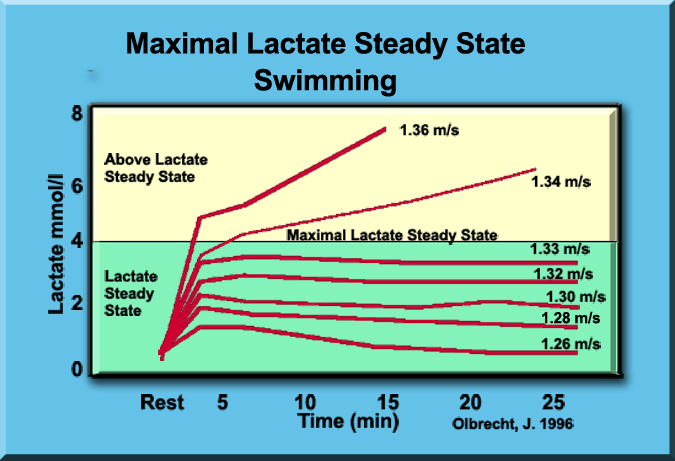 Maximal Lactate Steady State
Swimming
Lactate mmol/l
8
6
4
2
0
Above Lactate
Steady State
Lactate
Steady
State
Maximal Lactate Steady State
1.36 m/s
1.34 m/s
1.33 m/s
1.32 m/s
1.30 m/s
1.28 m/s
1.26 m/s
Rest 5 10 15 20 25
Time (min)
Olbrecht, J. 1996